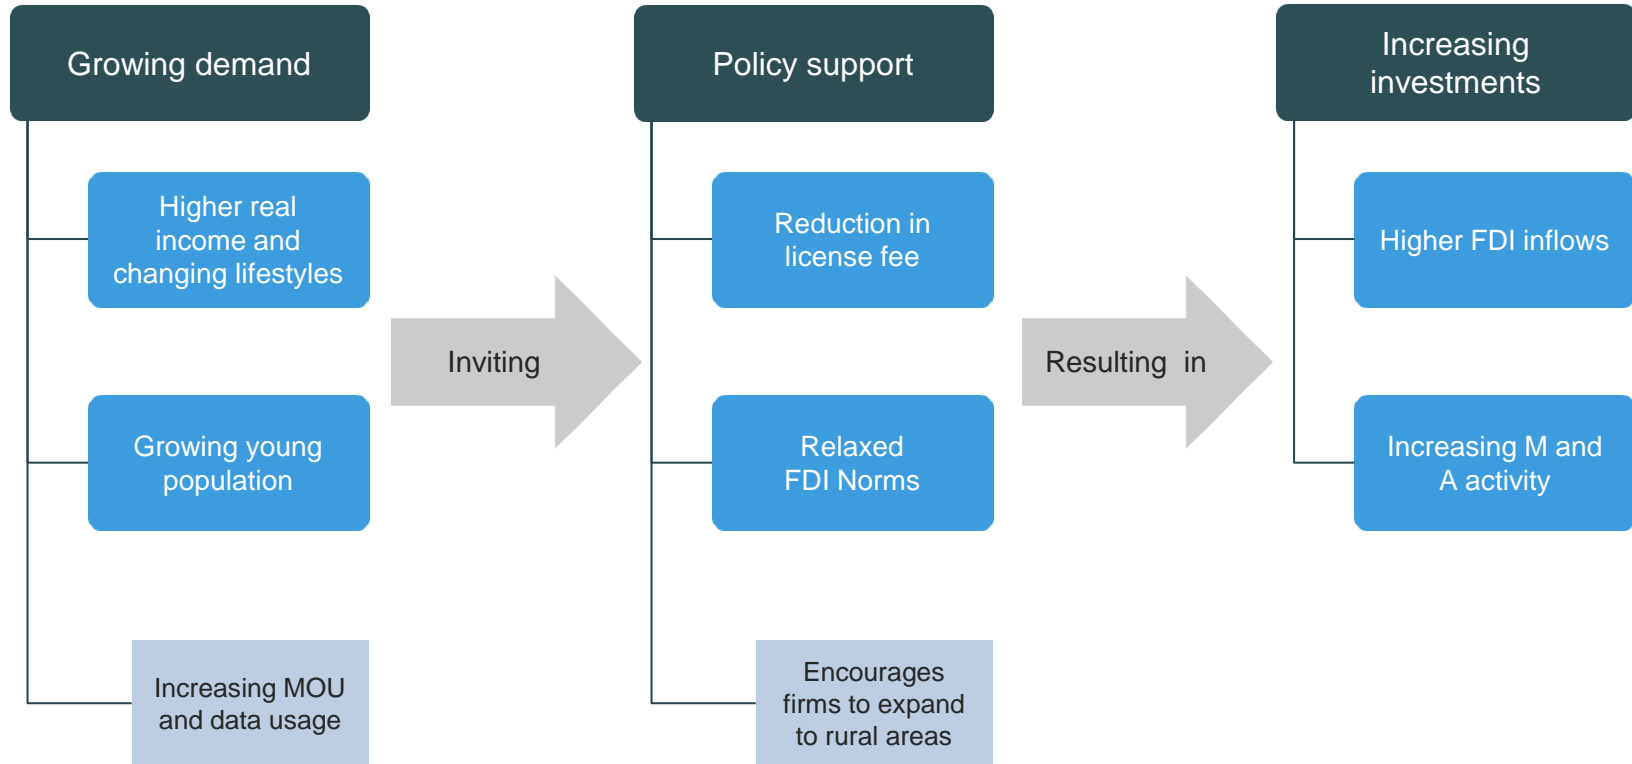 Growing demand
Higher real
income and
changing lifestyles
Growing young
population
Increasing MOU
and data usage
Inviting
Policy support
Reduction in
license fee
Relaxed
FDI Norms
Encourages
firms to expand
to rural areas
Resulting in
Increasing
investments
Higher FDI inflows
Increasing M and
A activity